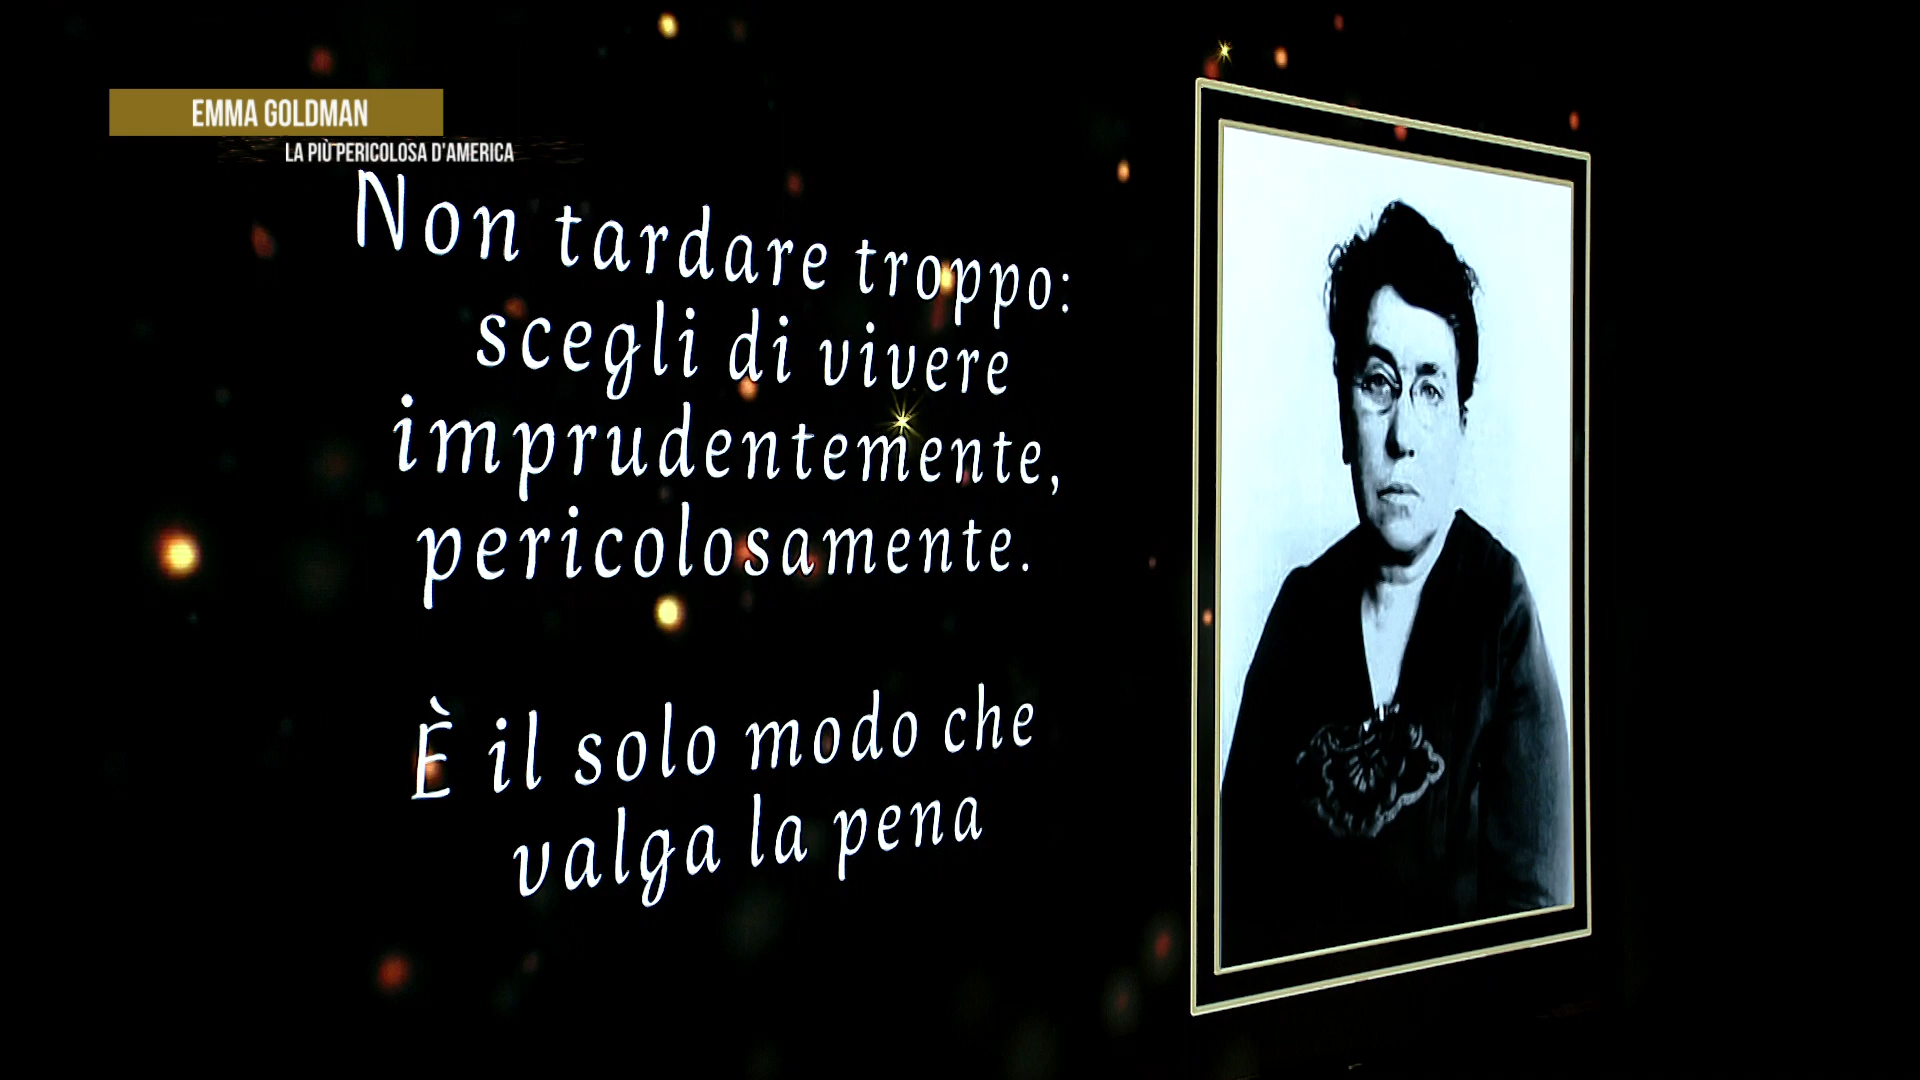 EMMA GOLDMAN
LA PIÙ PERICOLOSA D'AMERICA
Non tardare troppo:
scegli di vivere
imprudentemente,
pericolosamente.
È il solo modo che
valga la pena